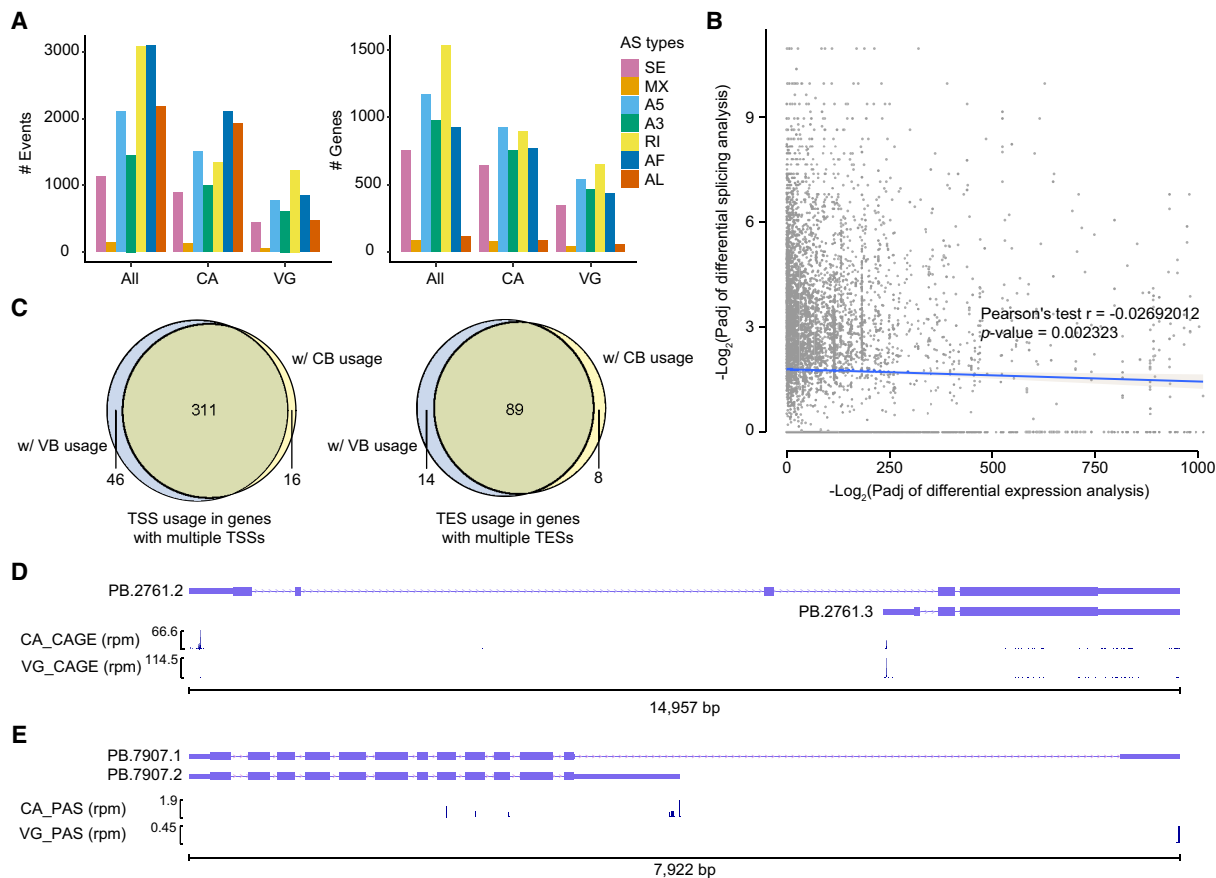 A
# Events
3000
2000
1000
0
All
CA
VG
# Genes
1500
1000
500
0
All
CA
VG
AS types
SE
MX
A5
A3
RI
AF
AL
B
-Log2(Padj of differential splicing analysis)
9
6
3
0
Pearson's test r = -0.02692012
p-value = 0.002323
0
250
500
750
1000
-Log2(Padj of differential expression analysis)
C
w/ CB usage
311
w/ VB usage
46
16
TSS usage in genes
with multiple TSSs
w/ CB usage
89
w/ VB usage
14
8
TES usage in genes
with multiple TESs
D
PB.2761.2
PB.2761.3
CA_CAGE (rpm)
66.6
VG_CAGE (rpm)
114.5
14,957 bp
E
PB.7907.1
PB.7907.2
CA_PAS (rpm)
1.9
VG_PAS (rpm)
0.45
7,922 bp